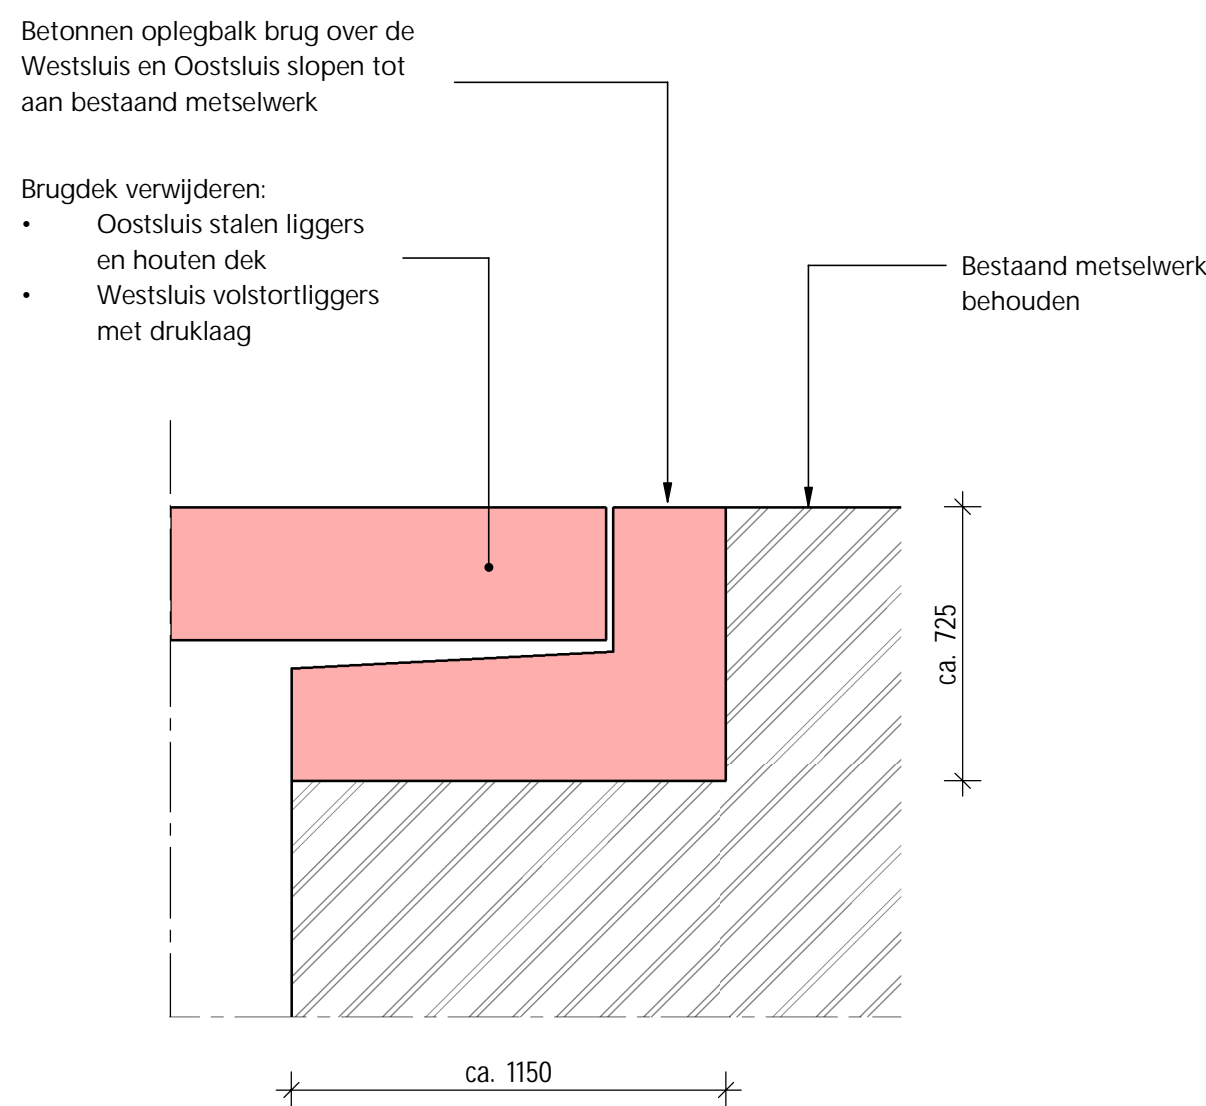 Betonnen oplegbalk brug over de
Westsluis en Oostsluis slopen tot
aan bestaand metselwerk
Brugdek verwijderen:
• Oostsluis stalen liggers
en houten dek
• Westsluis volstortliggers
met druklaag
Bestaand metselwerk
behouden
ca. 725
ca. 1150